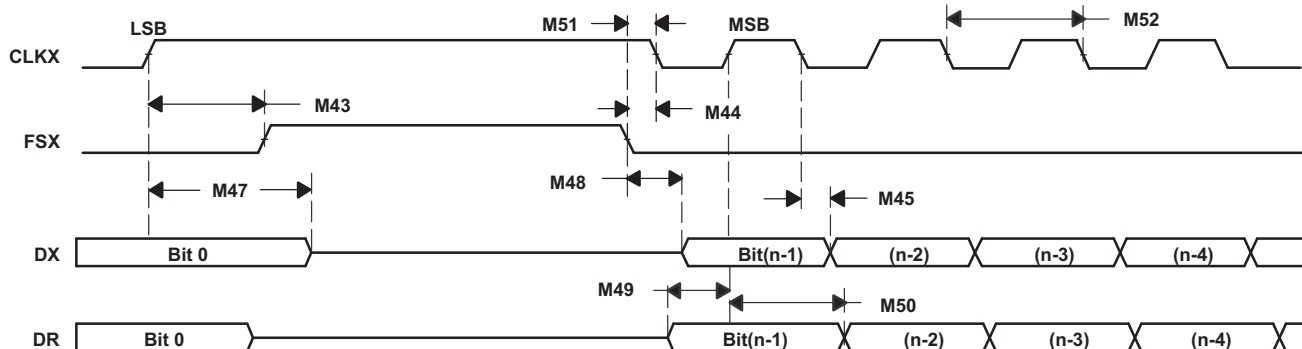 LSB
M51
MSB
M52
CLKX
M43
M44
FSX
M47
M48
M45
DX
Bit 0
Bit(n-1)
(n-2)
(n-3)
(n-4)
M49
M50
DR
Bit 0
Bit(n-1)
(n-2)
(n-3)
(n-4)